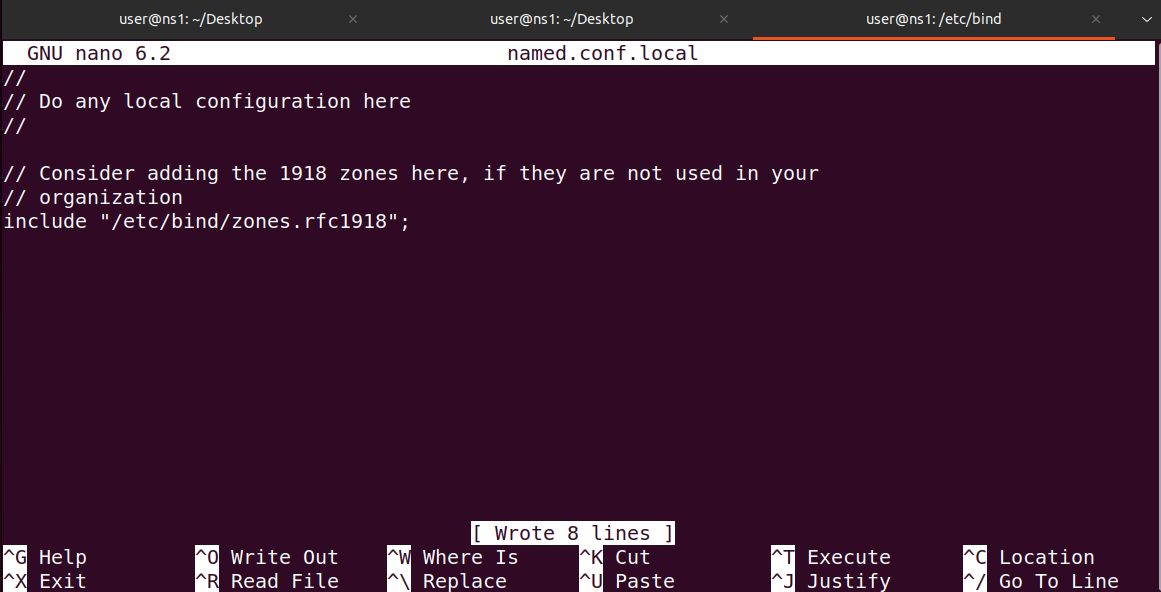 user@ns1: ~/Desktop × user@ns1: ~/Desktop × user@ns1: /etc/bind ×
GNU nano 6.2 named.conf.local
//
// Do any local configuration here
//
// Consider adding the 1918 zones here, if they are not used in your
// organization
include "/etc/bind/zones.rfc1918";
[ Wrote 8 lines ]
^G Help ^O Write Out ^W Where Is ^K Cut ^T Execute ^C Location
^X Exit ^R Read File ^\ Replace ^U Paste ^J Justify ^/ Go To Line